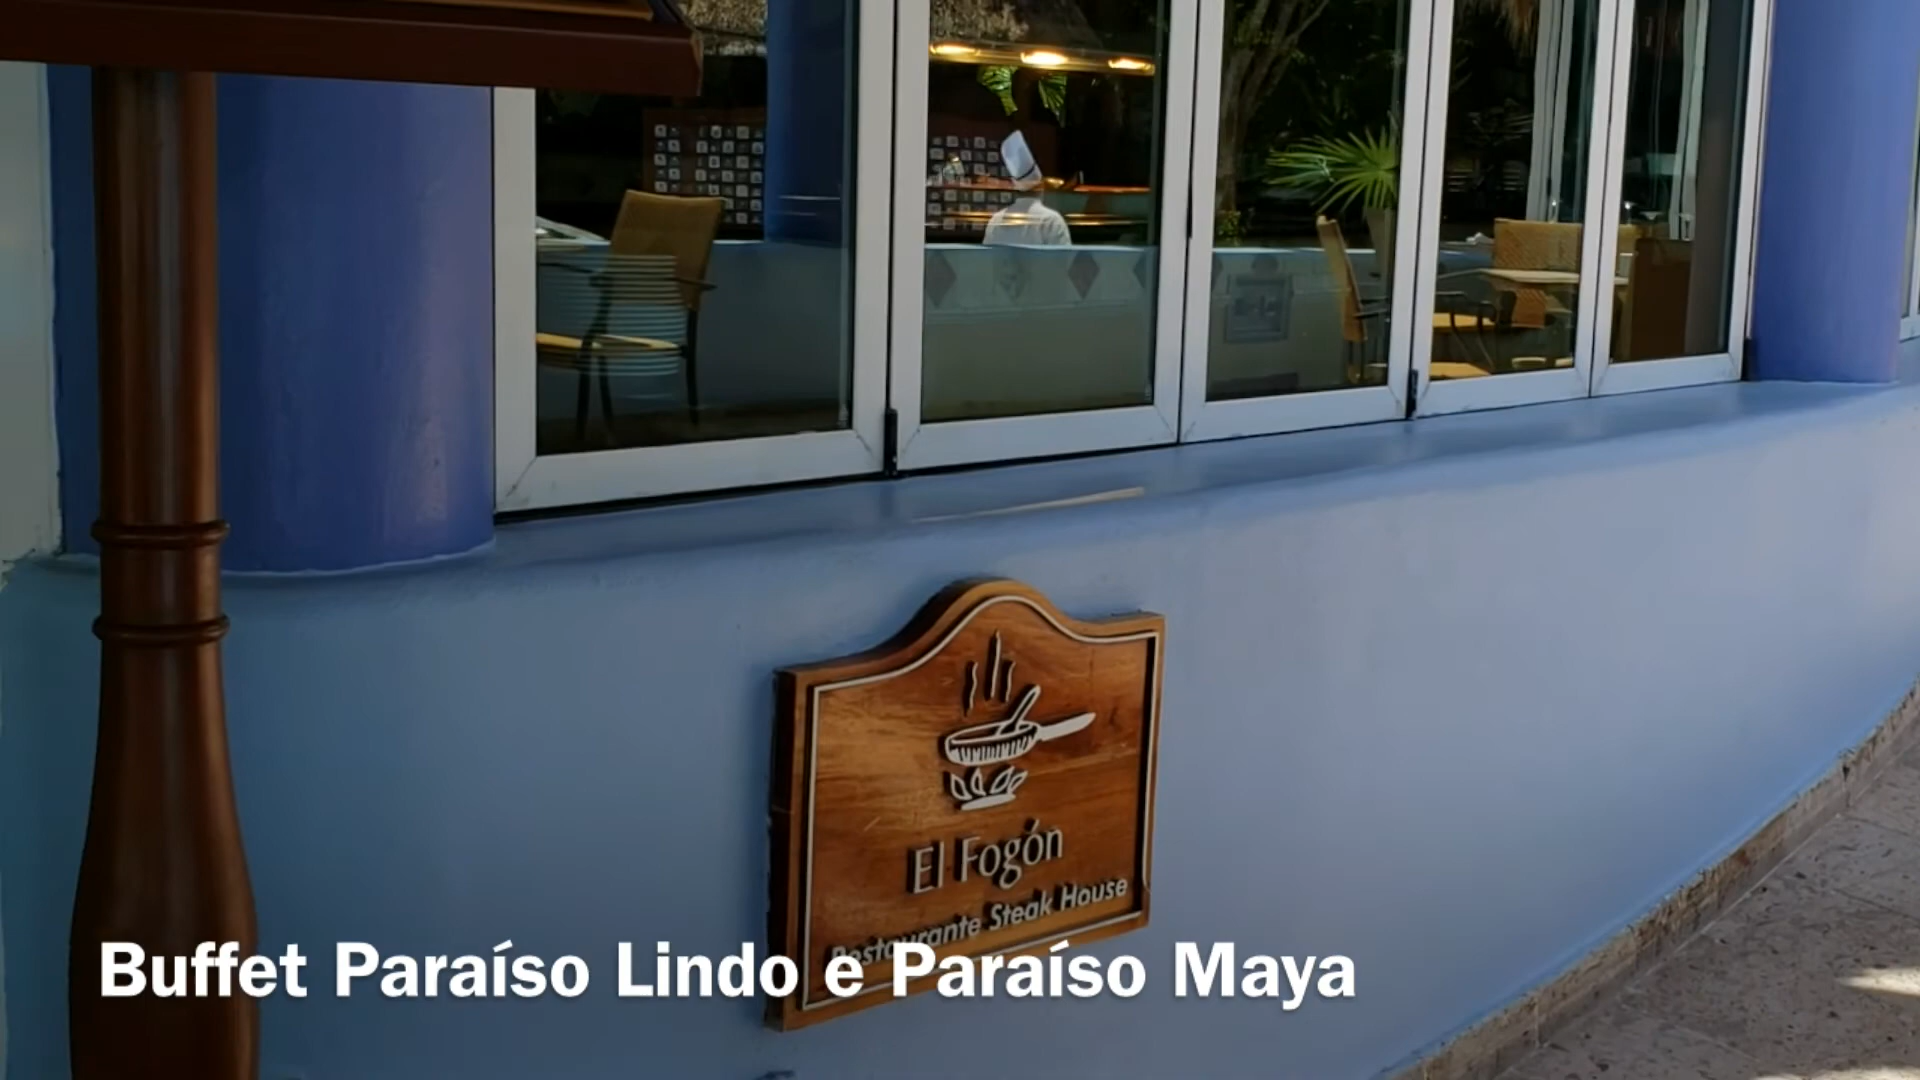 El Fogón
Restaurante Steak House
Buffet Paraíso Lindo e Paraíso Maya